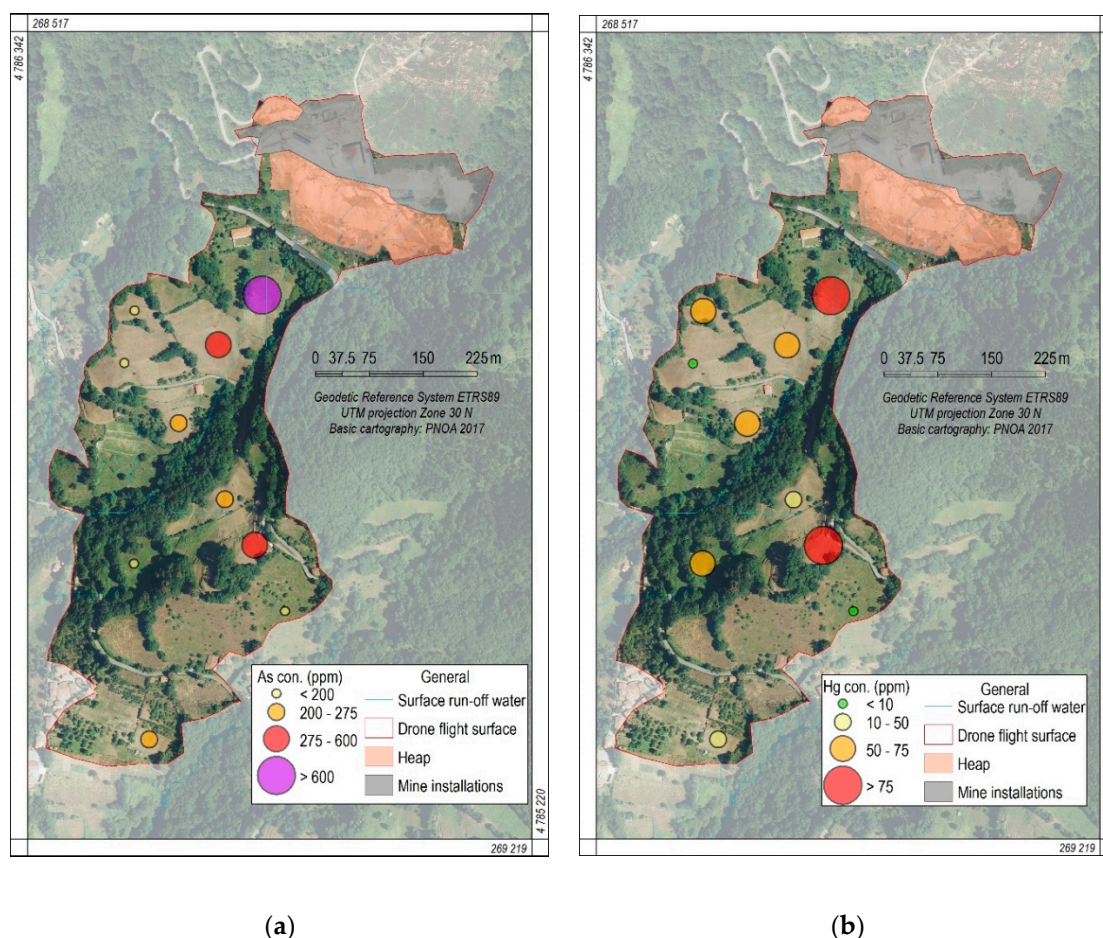 268 517
4 786 342
0 37.5 75 150 225 m
Geodetic Reference System ETRS89
UTM projection Zone 30 N
Basic cartography: PNOA 2017
As con. (ppm)
< 200
200 - 275
275 - 600
> 600
General
Surface run-off water
Drone flight surface
Heap
Mine installations
4 785 220
269 219
(a)
268 517
4 786 342
0 37.5 75 150 225 m
Geodetic Reference System ETRS89
UTM projection Zone 30 N
Basic cartography: PNOA 2017
Hg con. (ppm)
< 10
10 - 50
50 - 75
> 75
General
Surface run-off water
Drone flight surface
Heap
Mine installations
269 219
(b)